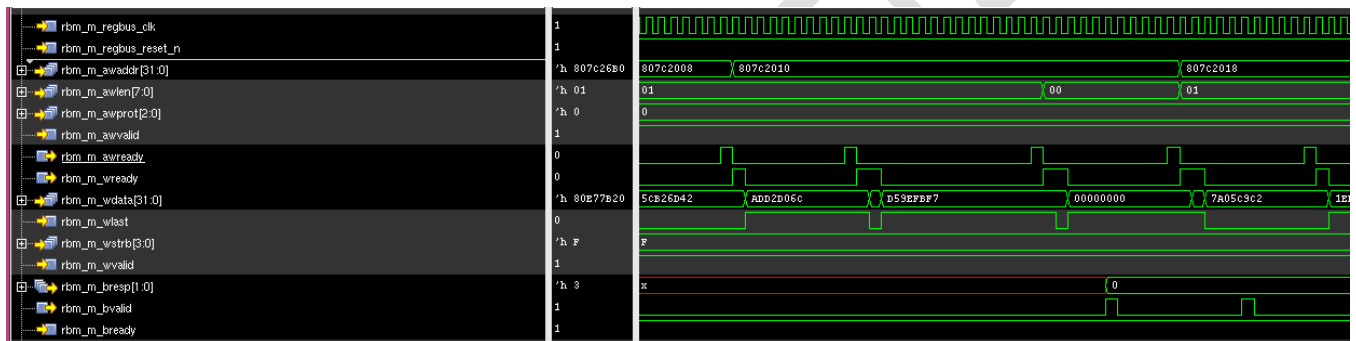 rbm_m_regbus_clk 1
rbm_m_regbus_reset_n 1
rbm_m_awaddr[31:0] 'h 807c26B0 807c2008 807c2010 807c2018
rbm_m_awlen[7:0] 'h 01 01 00 01
rbm_m_awprot[2:0] 'h 0 0
rbm_m_awvalid 1
rbm_m_awready 0
rbm_m_wready 0
rbm_m_wdata[31:0] 'h 80E77B20 5CB26D42 ADD2D06C D59EFBF7 00000000 7A05C9C2
rbm_m_wlast 0
rbm_m_wstrb[3:0] 'h F F
rbm_m_wvalid 1
rbm_m_bresp[1:0] 'h 3 x 0
rbm_m_bvalid 1
rbm_m_bready 1